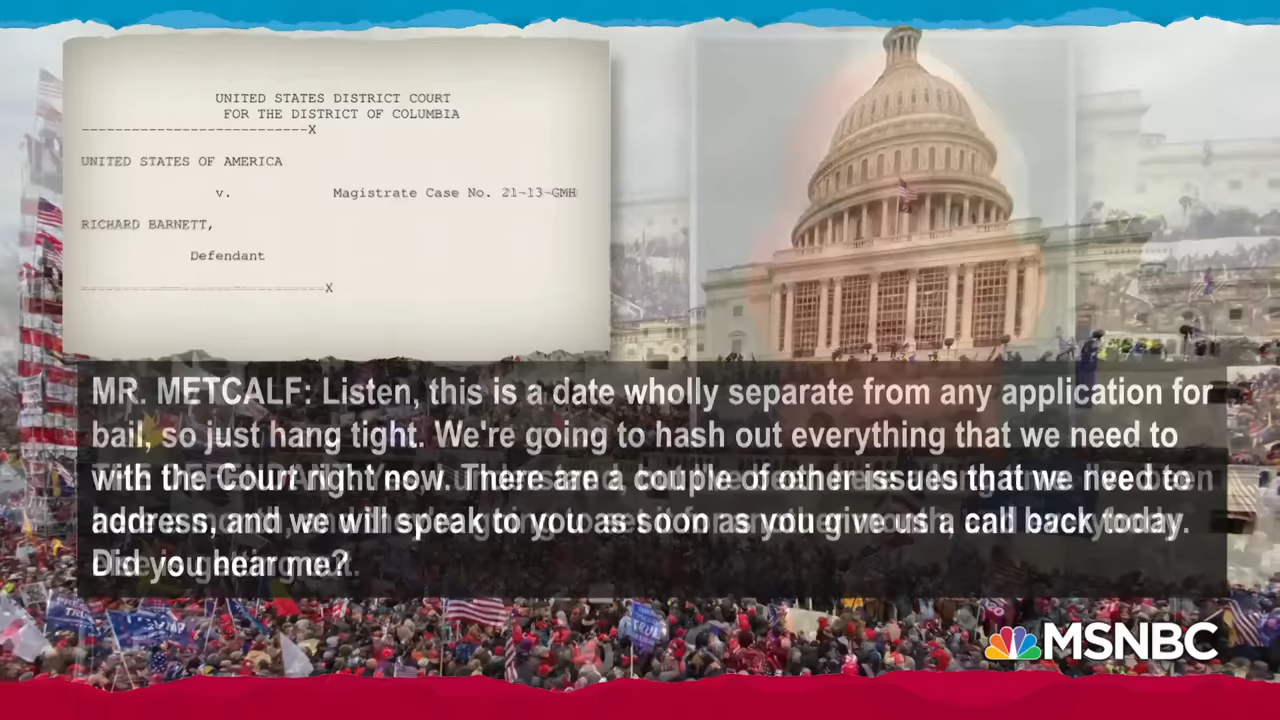 UNITED STATES DISTRICT COURT
FOR THE DISTRICT OF COLUMBIA
---------------------------X
UNITED STATES OF AMERICA
v. Magistrate Case No. 21-13-GMH
RICHARD BARNETT,
Defendant
-----------------------------X
MR. METCALF: Listen, this is a date wholly separate from any application for
bail, so just hang tight. We're going to hash out everything that we need to
with the Court right now. There are a couple of other issues that we need to
address, and we will speak to you as soon as you give us a call back today.
Did you hear me?
TRUMP
MSNBC